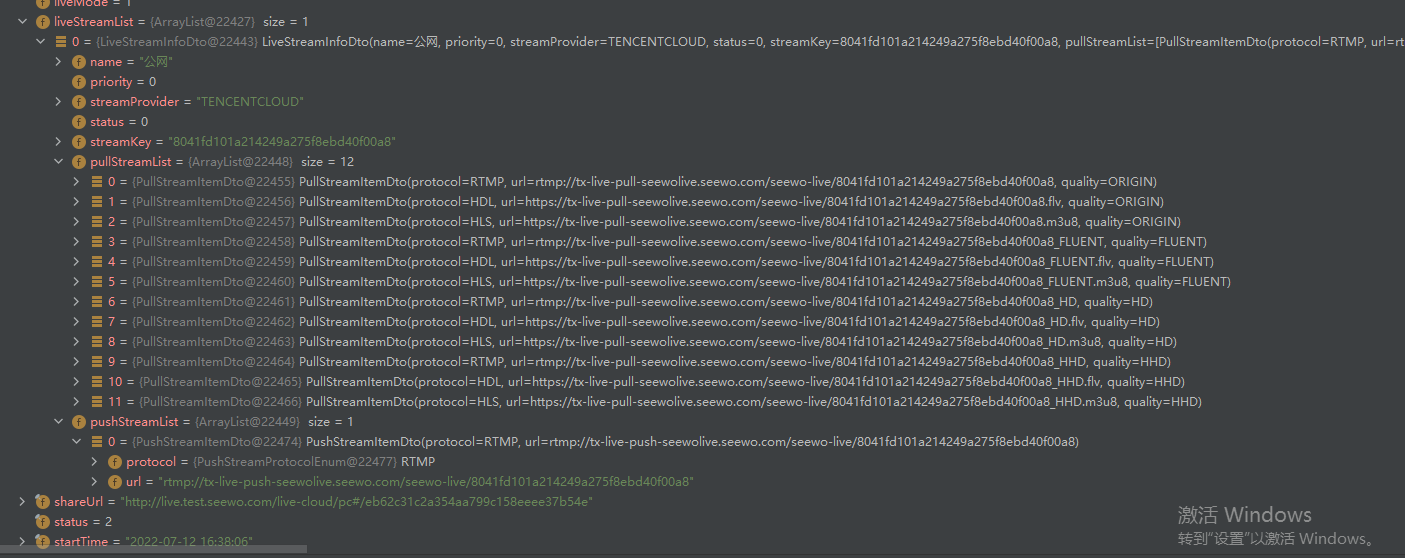 liveMode = 1
liveStreamList = {ArrayList@22427} size = 1
0 = {LiveStreamInfoDto@22443} LiveStreamInfoDto(name=公网, priority=0, streamProvider=TENCENTCLOUD, status=0, streamKey=8041fd101a214249a275f8ebd40f00a8, pullStreamList=[PullStreamItemDto(protocol=RTMP, url=rt
name = "公网"
priority = 0
streamProvider = "TENCENTCLOUD"
status = 0
streamKey = "8041fd101a214249a275f8ebd40f00a8"
pullStreamList = {ArrayList@22448} size = 12
0 = {PullStreamItemDto@22455} PullStreamItemDto(protocol=RTMP, url=rtmp://tx-live-pull-seewolive.seewo.com/seewo-live/8041fd101a214249a275f8ebd40f00a8, quality=ORIGIN)
1 = {PullStreamItemDto@22456} PullStreamItemDto(protocol=HDL, url=https://tx-live-pull-seewolive.seewo.com/seewo-live/8041fd101a214249a275f8ebd40f00a8.flv, quality=ORIGIN)
2 = {PullStreamItemDto@22457} PullStreamItemDto(protocol=HLS, url=https://tx-live-pull-seewolive.seewo.com/seewo-live/8041fd101a214249a275f8ebd40f00a8.m3u8, quality=ORIGIN)
3 = {PullStreamItemDto@22458} PullStreamItemDto(protocol=RTMP, url=rtmp://tx-live-pull-seewolive.seewo.com/seewo-live/8041fd101a214249a275f8ebd40f00a8_FLUENT, quality=FLUENT)
4 = {PullStreamItemDto@22459} PullStreamItemDto(protocol=HDL, url=https://tx-live-pull-seewolive.seewo.com/seewo-live/8041fd101a214249a275f8ebd40f00a8_FLUENT.flv, quality=FLUENT)
5 = {PullStreamItemDto@22460} PullStreamItemDto(protocol=HLS, url=https://tx-live-pull-seewolive.seewo.com/seewo-live/8041fd101a214249a275f8ebd40f00a8_FLUENT.m3u8, quality=FLUENT)
6 = {PullStreamItemDto@22461} PullStreamItemDto(protocol=RTMP, url=rtmp://tx-live-pull-seewolive.seewo.com/seewo-live/8041fd101a214249a275f8ebd40f00a8_HD, quality=HD)
7 = {PullStreamItemDto@22462} PullStreamItemDto(protocol=HDL, url=https://tx-live-pull-seewolive.seewo.com/seewo-live/8041fd101a214249a275f8ebd40f00a8_HD.flv, quality=HD)
8 = {PullStreamItemDto@22463} PullStreamItemDto(protocol=HLS, url=https://tx-live-pull-seewolive.seewo.com/seewo-live/8041fd101a214249a275f8ebd40f00a8_HD.m3u8, quality=HD)
9 = {PullStreamItemDto@22464} PullStreamItemDto(protocol=RTMP, url=rtmp://tx-live-pull-seewolive.seewo.com/seewo-live/8041fd101a214249a275f8ebd40f00a8_HHD, quality=HHD)
10 = {PullStreamItemDto@22465} PullStreamItemDto(protocol=HDL, url=https://tx-live-pull-seewolive.seewo.com/seewo-live/8041fd101a214249a275f8ebd40f00a8_HHD.flv, quality=HHD)
11 = {PullStreamItemDto@22466} PullStreamItemDto(protocol=HLS, url=https://tx-live-pull-seewolive.seewo.com/seewo-live/8041fd101a214249a275f8ebd40f00a8_HHD.m3u8, quality=HHD)
pushStreamList = {ArrayList@22449} size = 1
0 = {PushStreamItemDto@22474} PushStreamItemDto(protocol=RTMP, url=rtmp://tx-live-push-seewolive.seewo.com/seewo-live/8041fd101a214249a275f8ebd40f00a8)
protocol = {PushStreamProtocolEnum@22477} RTMP
url = "rtmp://tx-live-push-seewolive.seewo.com/seewo-live/8041fd101a214249a275f8ebd40f00a8"
shareUrl = "http://live.test.seewo.com/live-cloud/pc#/eb62c31c2a354aa799c158eeee37b54e"
status = 2
startTime = "2022-07-12 16:38:06"
激活 Windows
转到"设置"以激活 Windows。